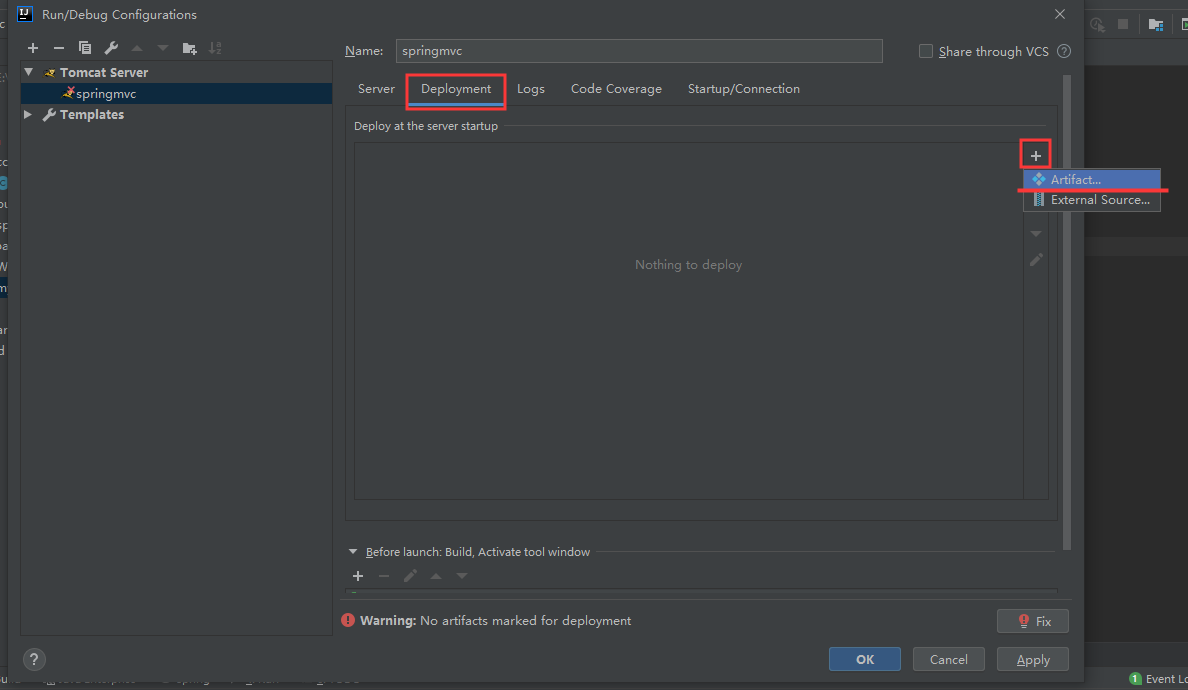 Run/Debug Configurations
Name: springmvc
Share through VCS
Tomcat Server
springmvc
Templates
Server Deployment Logs Code Coverage Startup/Connection
Deploy at the server startup
Artifact...
External Source...
Nothing to deploy
Before launch: Build, Activate tool window
Warning: No artifacts marked for deployment
Fix
OK Cancel Apply
1 Event Lo